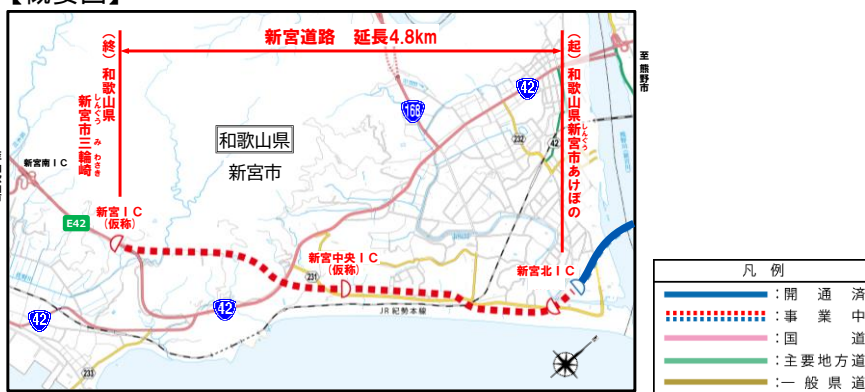 新宮道路 延長4.8km
(終)和歌山県
新宮市三輪崎
しんぐう み わさき
(起)和歌山県新宮市あけぼの
しんぐう
至 熊野市
42
168
和歌山県
新宮市
232
42
新宮南IC
E42
新宮IC
(仮称)
新宮中央IC
(仮称)
231
新宮北IC
42
42
JR紀勢本線
233
凡 例
:開通済
:事業中
:国道
:主要地方道
:一般県道